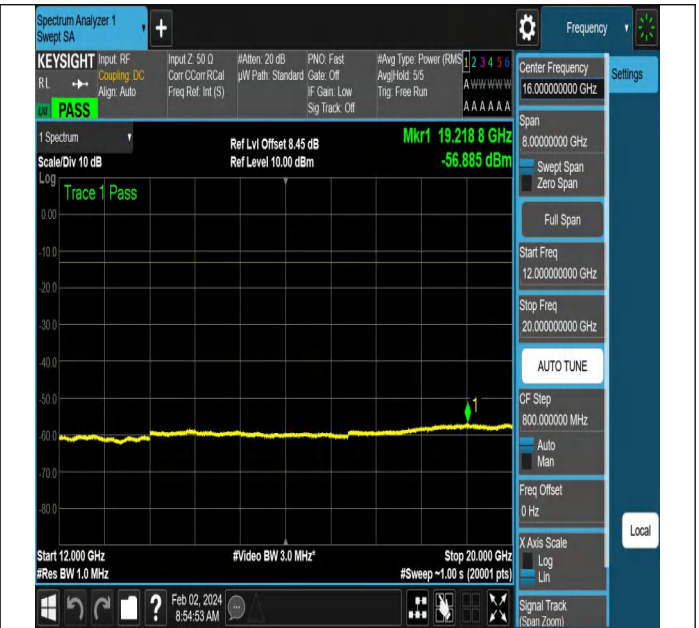 Spectrum Analyzer 1
Swept SA
+
Frequency
KEYSIGHT
RL
PASS
Input: RF
Coupling: DC
Align: Auto
Input Z: 50 Ω
Corr CCorr RCal
Freq Ref: Int (S)
#Atten: 20 dB
µW Path: Standard
PNO: Fast
Gate: Off
IF Gain: Low
Sig Track: Off
#Avg Type: Power (RMS
Avg|Hold: 5/5
Trig: Free Run
1 2 3 4 5 6
A W W W W W
A A A A A A
1 Spectrum
Scale/Div 10 dB
Log
Ref Lvl Offset 8.45 dB
Ref Level 10.00 dBm
Mkr1 19.218 8 GHz
-56.885 dBm
Trace 1 Pass
0.00
-10.0
-20.0
-30.0
-40.0
-50.0
-60.0
-70.0
-80.0
1
Start 12.000 GHz
#Res BW 1.0 MHz
#Video BW 3.0 MHz*
Stop 20.000 GHz
#Sweep ~1.00 s (20001 pts)
?
Feb 02, 2024
8:54:53 AM
Center Frequency
16.000000000 GHz
Settings
Span
8.00000000 GHz
Swept Span
Zero Span
Full Span
Start Freq
12.000000000 GHz
Stop Freq
20.000000000 GHz
AUTO TUNE
CF Step
800.000000 MHz
Auto
Man
Freq Offset
0 Hz
X Axis Scale
Log
Lin
Local
Signal Track
(Span Zoom)